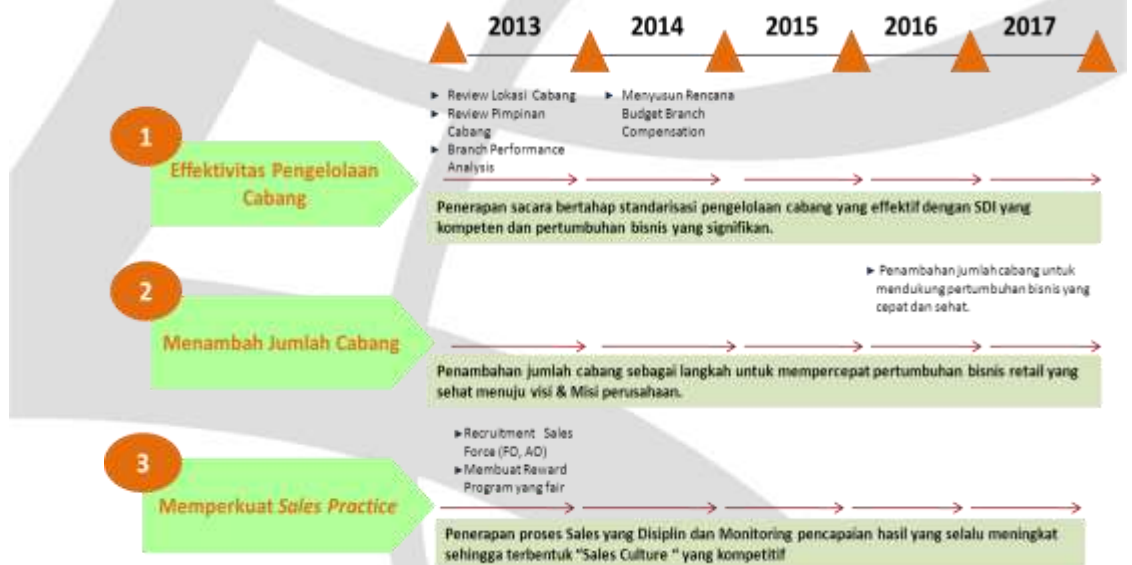 2013 2014 2015 2016 2017
1
Effektivitas Pengelolaan
Cabang
► Review Lokasi Cabang
► Review Pimpinan
Cabang
► Branch Performance
Analysis
► Menyusun Rencana
Budget Branch
Compensation
Penerapan sacara bertahap standarisasi pengelolaan cabang yang effektif dengan SDI yang
kompeten dan pertumbuhan bisnis yang signifikan.
2
Menambah Jumlah Cabang
► Penambahan jumlah cabang untuk
mendukung pertumbuhan bisnis yang
cepat dan sehat.
Penambahan jumlah cabang sebagai langkah untuk mempercepat pertumbuhan bisnis retail yang
sehat menuju visi & Misi perusahaan.
3
Memperkuat Sales Practice
►Recruitment Sales
Force (FO, AO)
►Membuat Reward
Program yang fair
Penerapan proses Sales yang Disiplin dan Monitoring pencapaian hasil yang selalu meningkat
sehingga terbentuk "Sales Culture " yang kompetitif